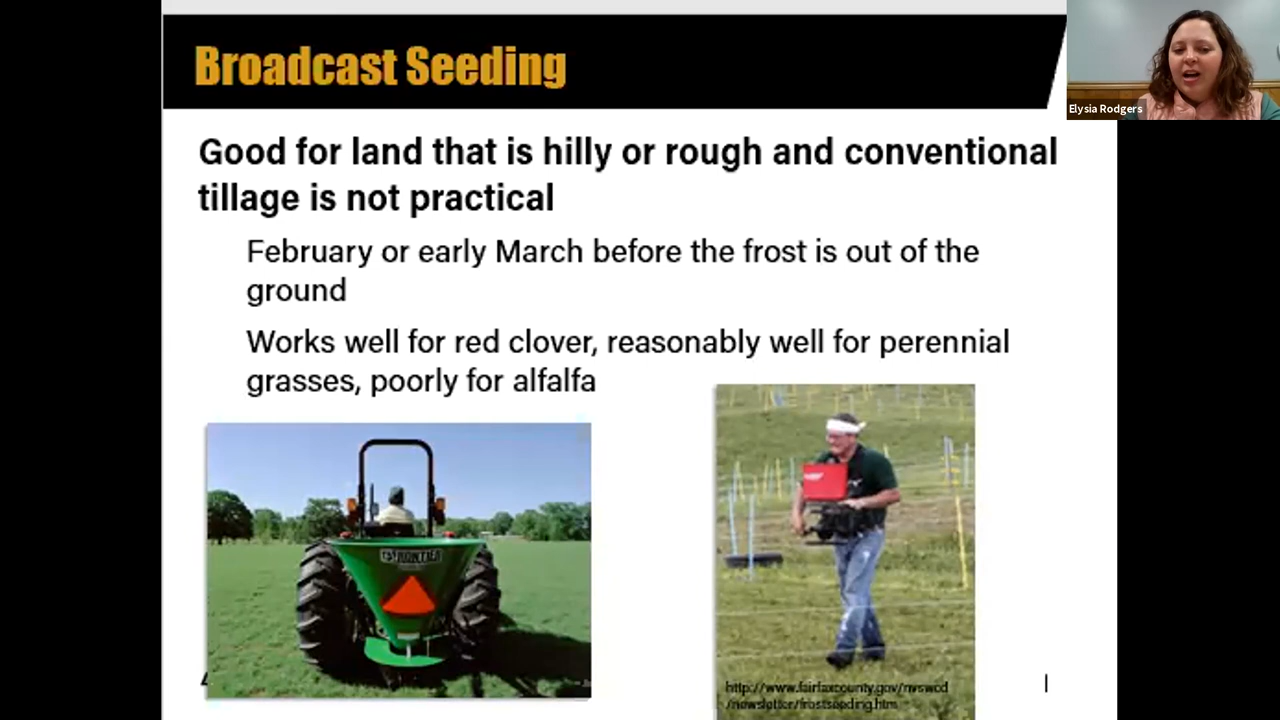 Broadcast Seeding
Elysia Rodgers
Good for land that is hilly or rough and conventional
tillage is not practical
February or early March before the frost is out of the
ground
Works well for red clover, reasonably well for perennial
grasses, poorly for alfalfa
FRONTIER
http://www.fairfaxcounty.gov/nvswcd
/newsletter/frostseeding.htm